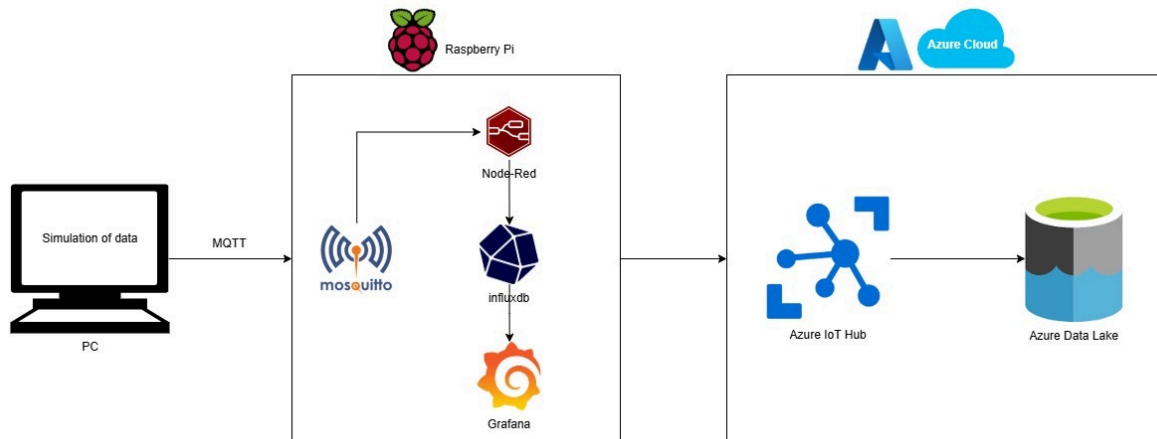 Raspberry Pi
Azure Cloud
Simulation of data
MQTT
PC
mosquitto
Node-Red
influxdb
Grafana
Azure IoT Hub
Azure Data Lake